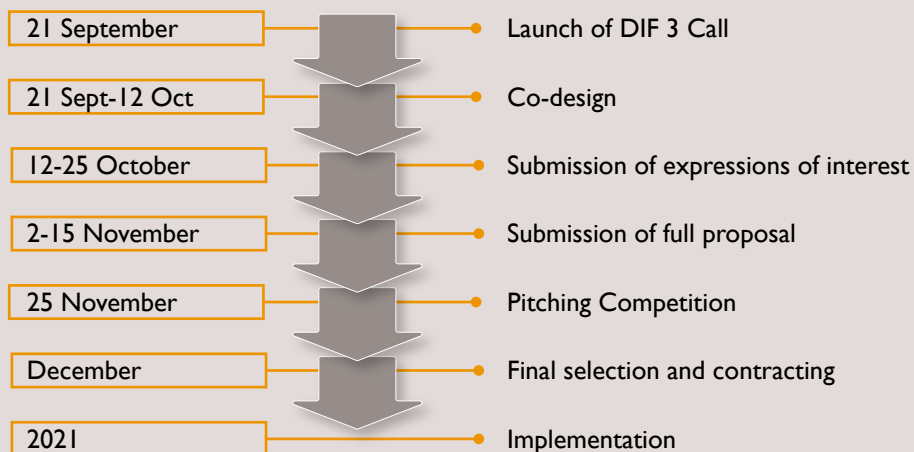 21 September Launch of DIF 3 Call
21 Sept-12 Oct Co-design
12-25 October Submission of expressions of interest
2-15 November Submission of full proposal
25 November Pitching Competition
December Final selection and contracting
2021 Implementation